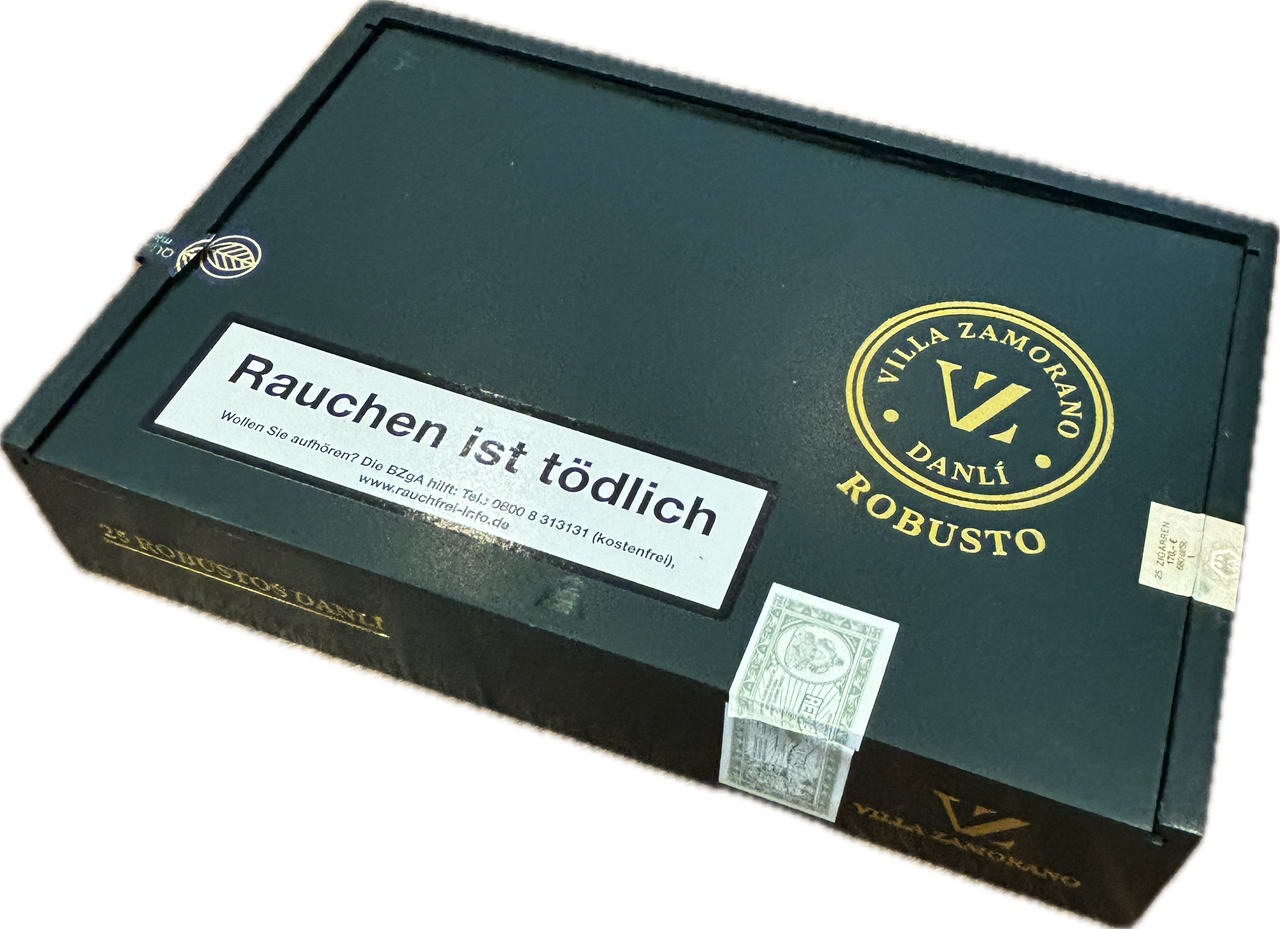 VILLA ZAMORANO
VZ
DANLÍ
ROBUSTO
Rauchen ist tödlich
Wollen Sie aufhören? Die BZgA hilft: Tel.: 0800 8 313131 (kostenfrei),
www.rauchfrei-info.de
25 ZIGARREN
170,-€
25 ROBUSTOS DANLÍ
VZ
VILLA ZAMORANO